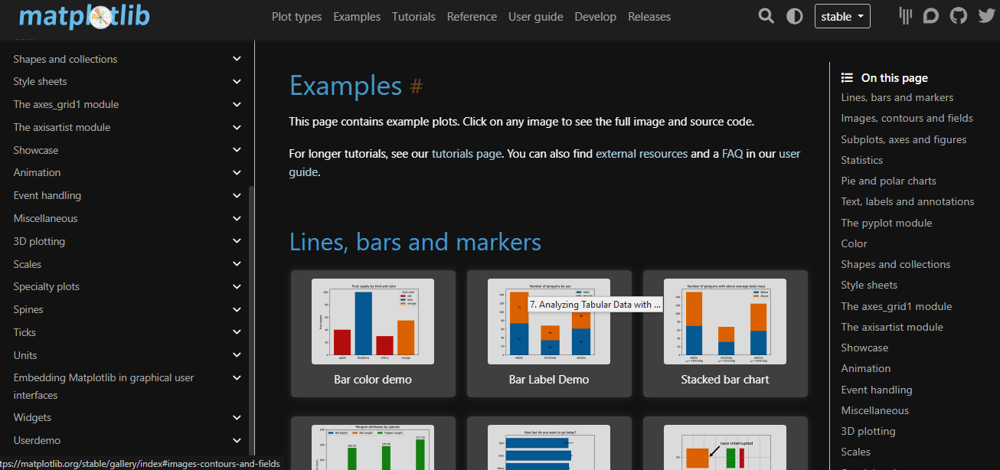 matplotlib
Plot types Examples Tutorials Reference User guide Develop Releases
stable
Shapes and collections
Style sheets
The axes_grid1 module
The axisartist module
Showcase
Animation
Event handling
Miscellaneous
3D plotting
Scales
Specialty plots
Spines
Ticks
Units
Embedding Matplotlib in graphical user
interfaces
Widgets
Userdemo
tps://matplotlib.org/stable/gallery/index#images-contours-and-fields
Examples #
This page contains example plots. Click on any image to see the full image and source code.
For longer tutorials, see our tutorials page. You can also find external resources and a FAQ in our user
guide.
Lines, bars and markers
Fruit supply by kind and color
Fruit supply
Fruit color
red
blue
orange
apple blueberry cherry orange
Bar color demo
Number of penguins by sex
7. Analyzing Tabular Data with ...
Adelie Chinstrap Gentoo
Bar Label Demo
Number of penguins with above average body mass
Below
Above
Adelie Chinstrap Gentoo
Stacked bar chart
Penguin attributes by species
Bill Depth Bill Length Flipper Length
How fast do you want to go today?
race interrupted
On this page
Lines, bars and markers
Images, contours and fields
Subplots, axes and figures
Statistics
Pie and polar charts
Text, labels and annotations
The pyplot module
Color
Shapes and collections
Style sheets
The axes_grid1 module
The axisartist module
Showcase
Animation
Event handling
Miscellaneous
3D plotting
Scales